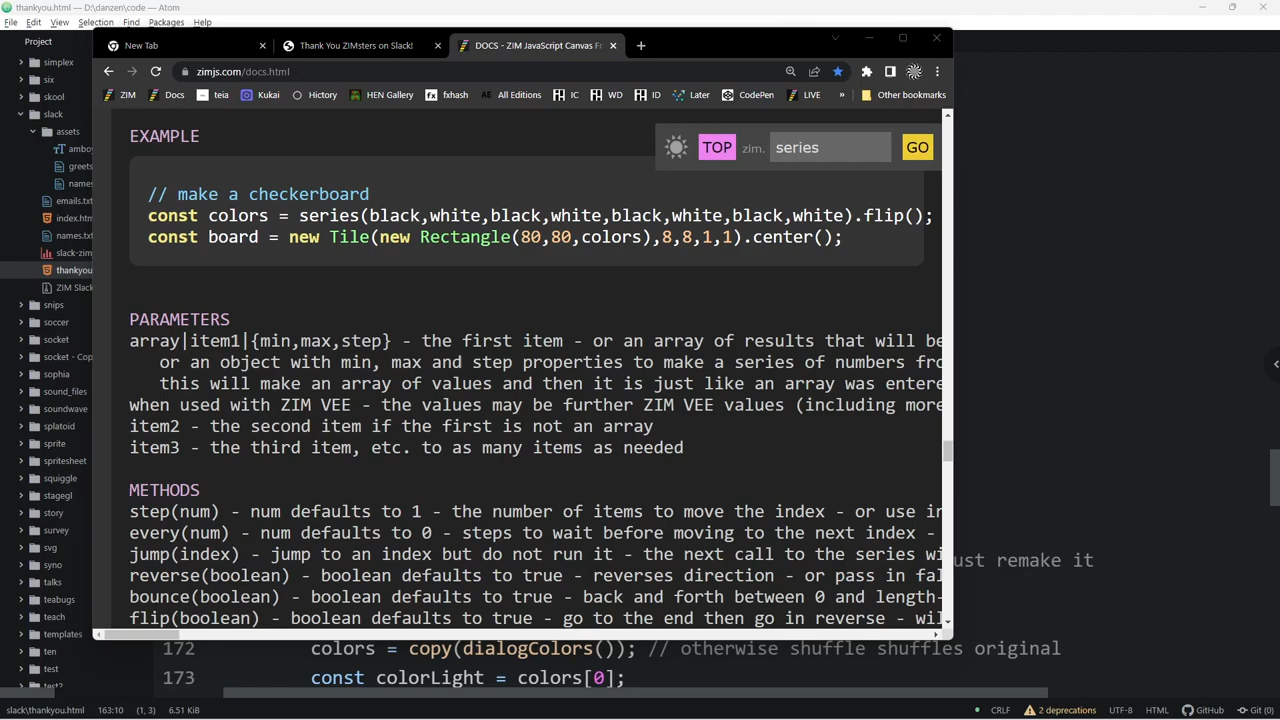 thankyou.html — D:\danzen\code — Atom
File Edit View Selection Find Packages Help
Project
simplex
six
skool
slack
assets
amboy
greets
names
emails.txt
index.htm
names.txt
slack-zim
thankyou
ZIM Slack
snips
soccer
socket
socket - Cop
sophia
sound_files
soundwave
splatoid
sprite
spritesheet
squiggle
stagegl
story
survey
svg
syno
talks
teabugs
teach
templates
ten
test
test2
New Tab
Thank You ZIMsters on Slack!
DOCS - ZIM JavaScript Canvas Fr
zimjs.com/docs.html
ZIM Docs teia Kukai Hictory HEN Gallery fxhash All Editions IC WD ID Later CodePen LIVE » Other bookmarks
EXAMPLE
TOP zim. series GO
// make a checkerboard
const colors = series(black,white,black,white,black,white,black,white).flip();
const board = new Tile(new Rectangle(80,80,colors),8,8,1,1).center();
PARAMETERS
array|item1|{min,max,step} - the first item - or an array of results that will be
or an object with min, max and step properties to make a series of numbers fro
this will make an array of values and then it is just like an array was entere
when used with ZIM VEE - the values may be further ZIM VEE values (including more
item2 - the second item if the first is not an array
item3 - the third item, etc. to as many items as needed
METHODS
step(num) - num defaults to 1 - the number of items to move the index - or use in
every(num) - num defaults to 0 - steps to wait before moving to the next index -
jump(index) - jump to an index but do not run it - the next call to the series wi
reverse(boolean) - boolean defaults to true - reverses direction - or pass in fal
bounce(boolean) - boolean defaults to true - back and forth between 0 and length-
flip(boolean) - boolean defaults to true - go to the end then go in reverse - wil
ust remake it
172 colors = copy(dialogColors()); // otherwise shuffle shuffles original
173 const colorLight = colors[0];
slack\thankyou.html 163:10 (1, 3) 6.51 KiB CRLF 2 deprecations UTF-8 HTML GitHub Git (0)